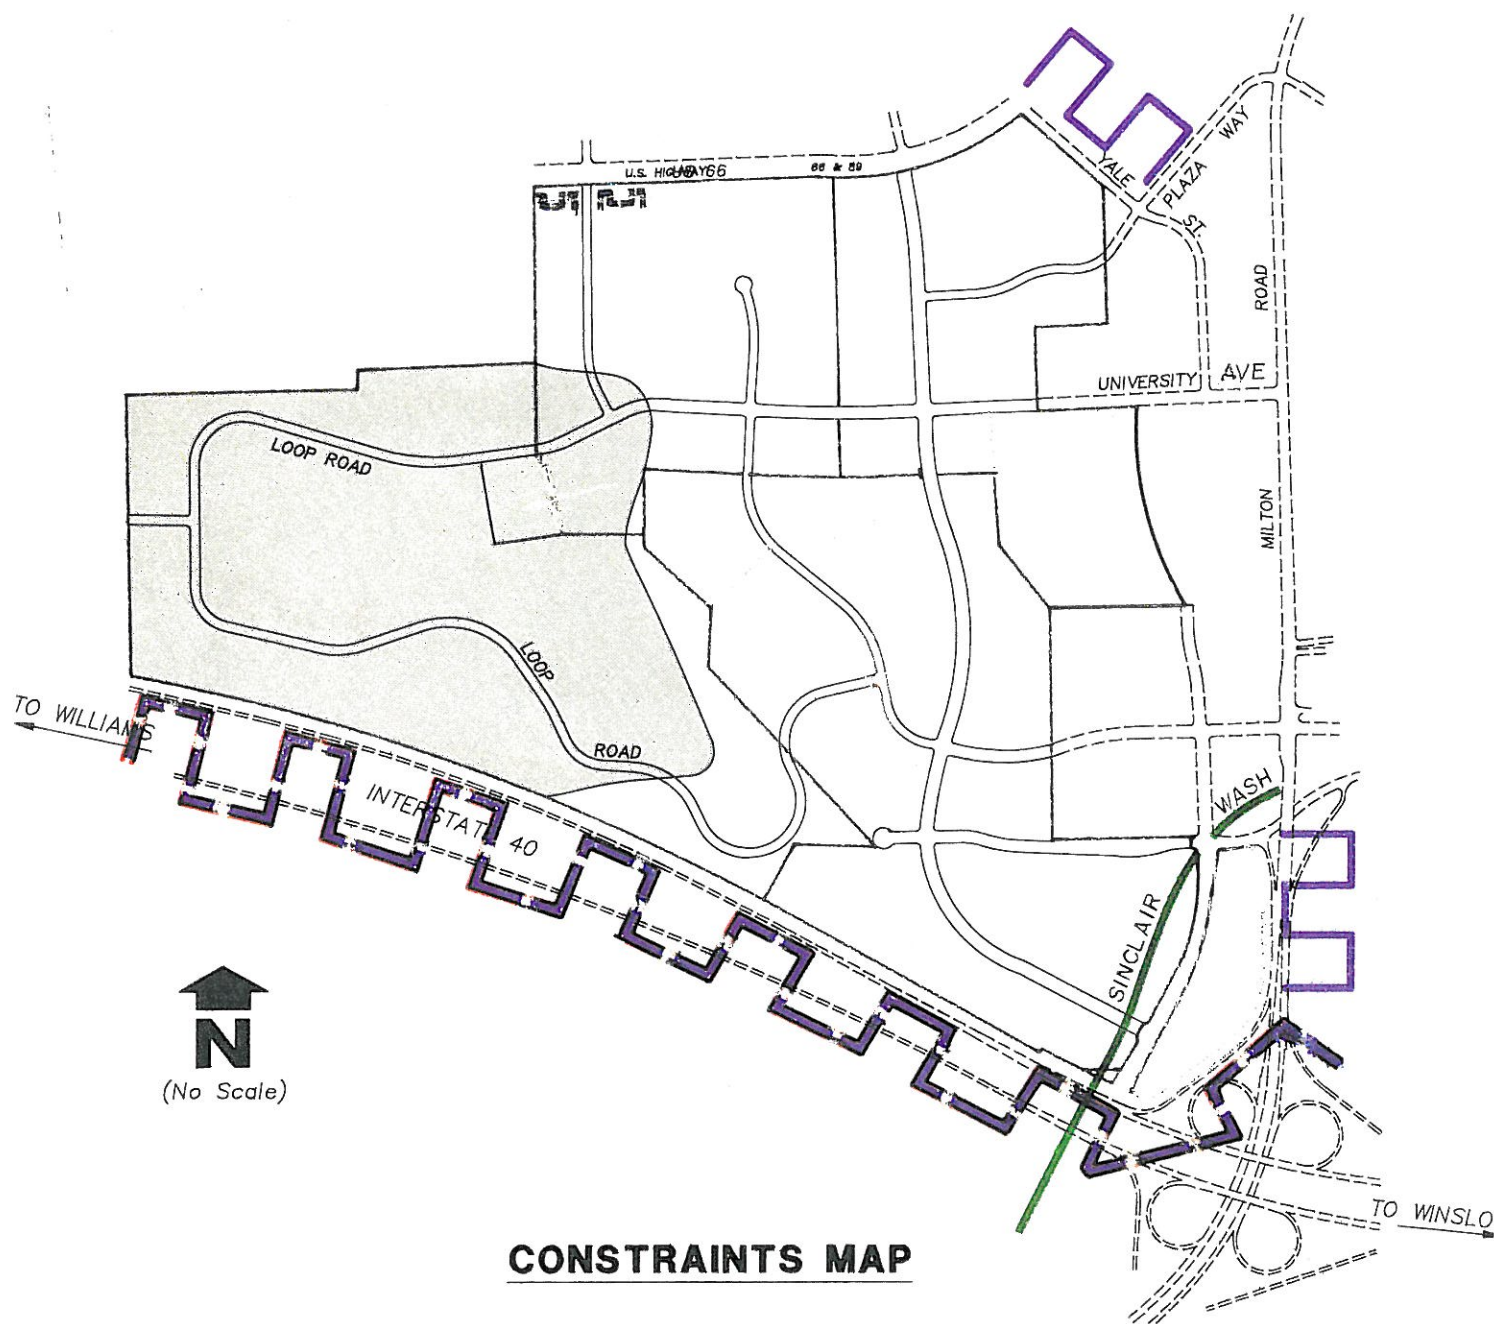 WAY
YALE
PLAZA
ST.
U.S. HIGHWAY 66
66 & 89
ROAD
UNIVERSITY AVE
LOOP ROAD
MILTON
LOOP
ROAD
TO WILLIAMS
INTERSTATE 40
WASH
SINCLAIR
N
(No Scale)
TO WINSLO
CONSTRAINTS MAP